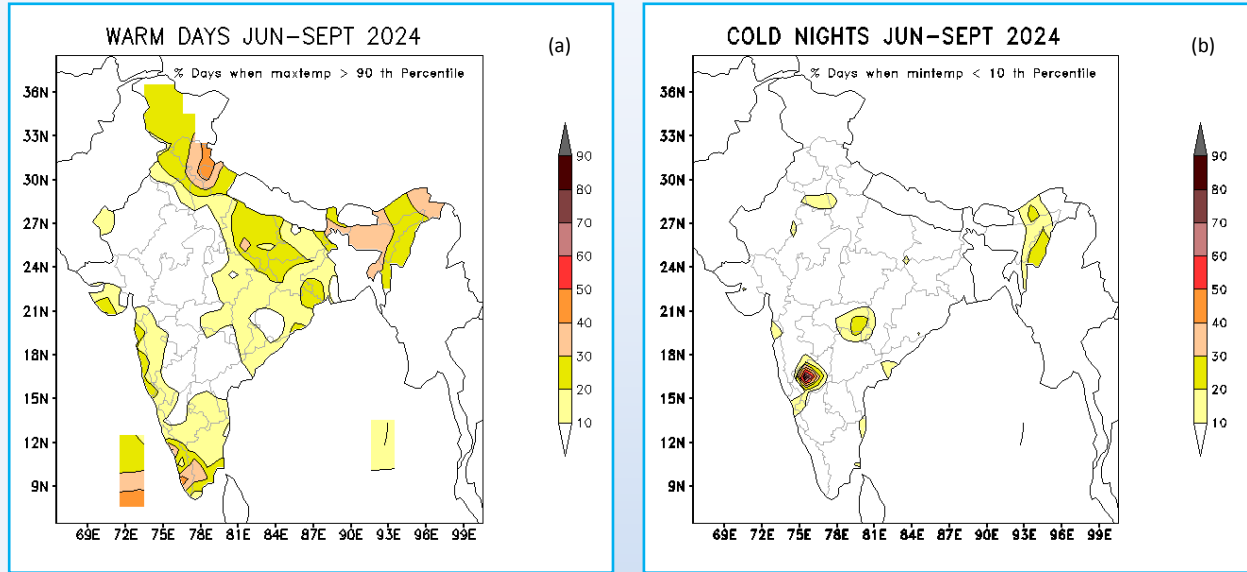 WARM DAYS JUN-SEPT 2024
(a)
% Days when maxtemp > 90 th Percentile
36N
33N
30N
27N
24N
21N
18N
15N
12N
9N
69E 72E 75E 78E 81E 84E 87E 90E 93E 96E 99E
90
80
70
60
50
40
30
20
10
COLD NIGHTS JUN-SEPT 2024
(b)
% Days when mintemp < 10 th Percentile
36N
33N
30N
27N
24N
21N
18N
15N
12N
9N
69E 72E 75E 78E 81E 84E 87E 90E 93E 96E 99E
90
80
70
60
50
40
30
20
10